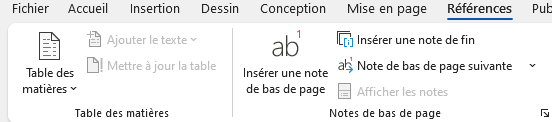 Fichier Accueil Insertion Dessin Conception Mise en page Références Pub
Table des matières
Ajouter le texte
Mettre à jour la table
Table des matières
ab1
Insérer une note de bas de page
Insérer une note de fin
ab Note de bas de page suivante
Afficher les notes
Notes de bas de page